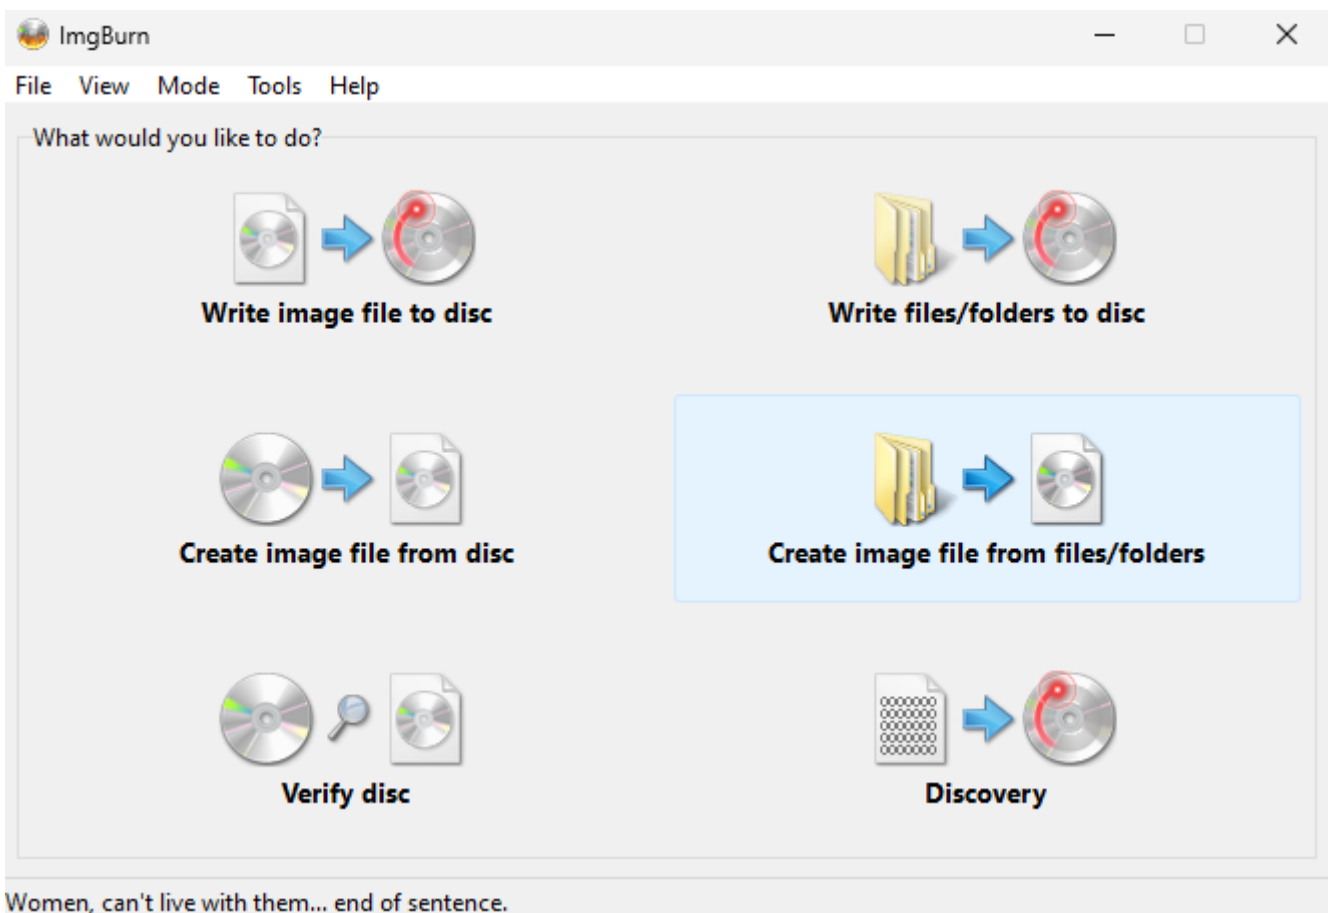 ImgBurn
File View Mode Tools Help
What would you like to do?
Write image file to disc
Write files/folders to disc
Create image file from disc
Create image file from files/folders
Verify disc
Discovery
Women, can't live with them... end of sentence.